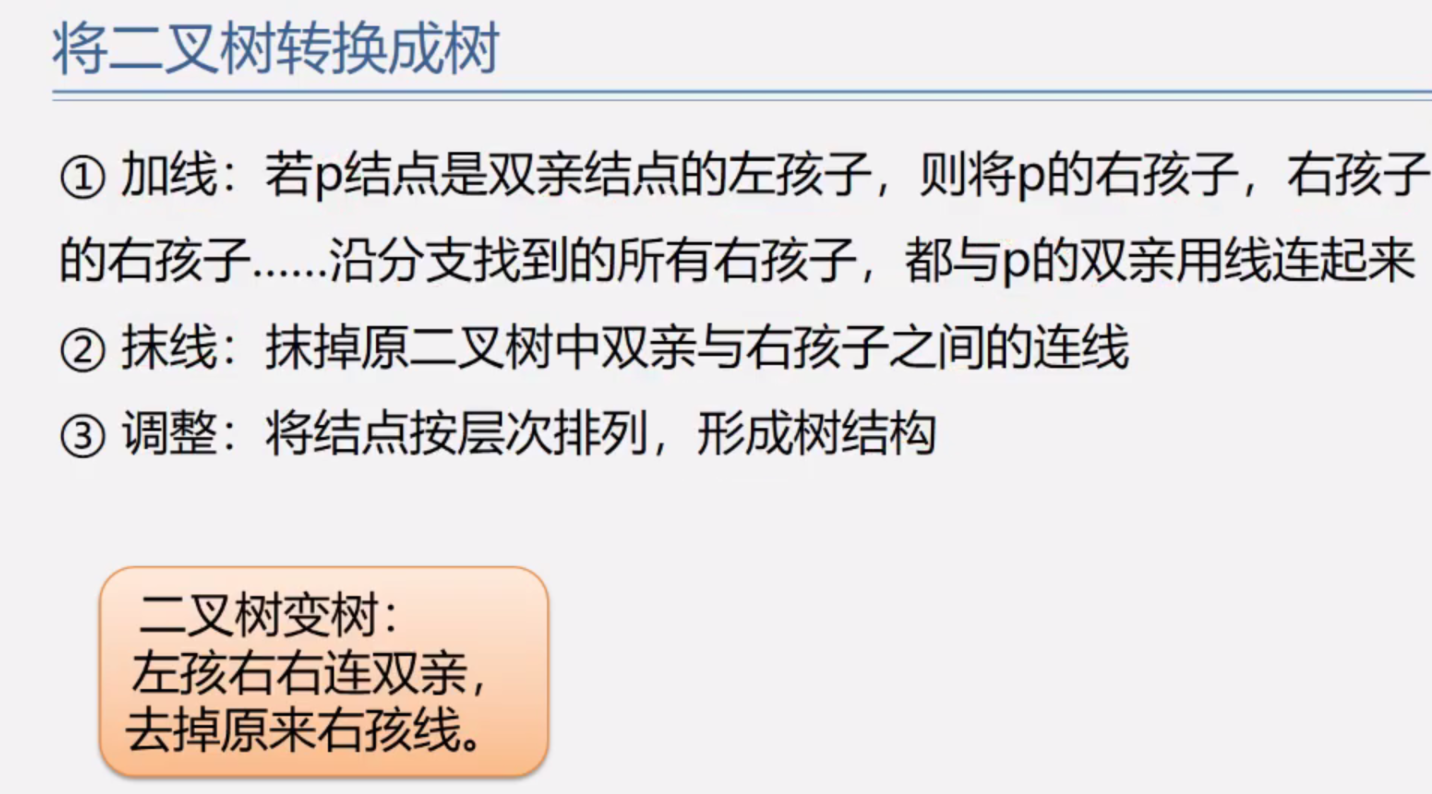 将二叉树转换成树
① 加线：若p结点是双亲结点的左孩子，则将p的右孩子，右孩子
的右孩子……沿分支找到的所有右孩子，都与p的双亲用线连起来
② 抹线：抹掉原二叉树中双亲与右孩子之间的连线
③ 调整：将结点按层次排列，形成树结构
二叉树变树：
左孩右右连双亲，
去掉原来右孩线。